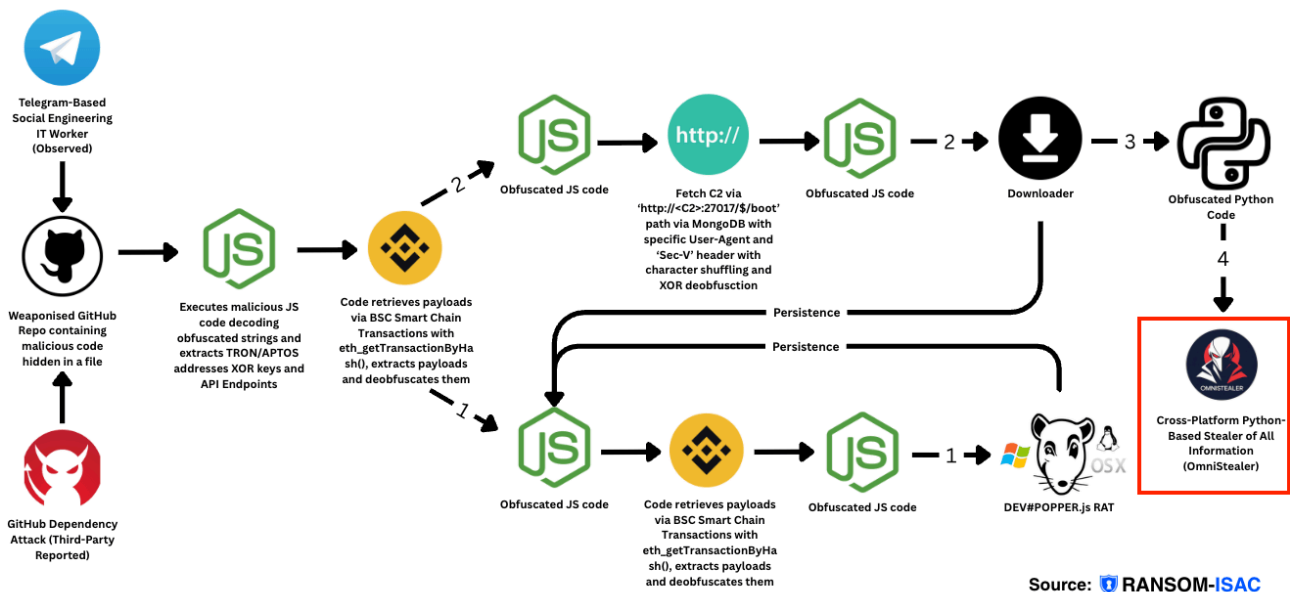 Telegram-Based
Social Engineering
IT Worker
(Observed)
Weaponised GitHub
Repo containing
malicious code
hidden in a file
GitHub Dependency
Attack (Third-Party
Reported)
JS
Executes malicious JS
code decoding
obfuscated strings and
extracts TRON/APTOS
addresses XOR keys and
API Endpoints
Code retrieves payloads
via BSC Smart Chain
Transactions with
eth_getTransactionByHa
sh(), extracts payloads
and deobfuscates them
2
JS
Obfuscated JS code
http://
Fetch C2 via
‘http://<C2>:27017/$/boot’
path via MongoDB with
specific User-Agent and
‘Sec-V’ header with
character shuffling and
XOR deobfusction
JS
Obfuscated JS code
2
Downloader
3
Obfuscated Python
Code
4
OMNISTEALER
Cross-Platform Python-
Based Stealer of All
Information
(OmniStealer)
Persistence
Persistence
1
JS
Obfuscated JS code
Code retrieves payloads
via BSC Smart Chain
Transactions with
eth_getTransactionByHa
sh(), extracts payloads
and deobfuscates them
JS
Obfuscated JS code
1
OSX
DEV#POPPER.js RAT
Source: RANSOM-ISAC